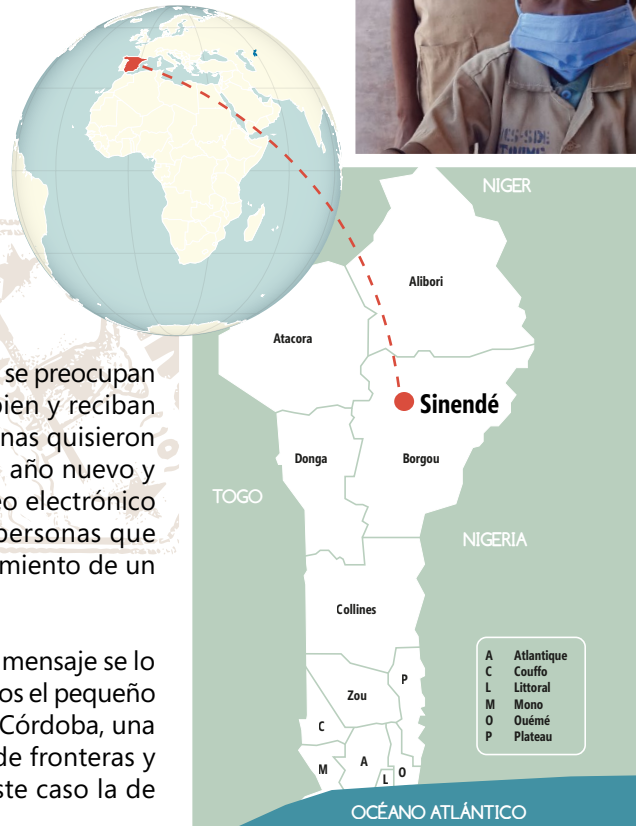 NIGER
Alibori
Atacora
Sinendé
Donga
Borgou
TOGO
NIGERIA
Collines
P
Zou
C
M
A
L
O
A Atlantique
C Couffo
L Littoral
M Mono
O Ouémé
P Plateau
OCÉANO ATLÁNTICO
se preocupan
bien y reciban
nas quisieron
año nuevo y
o electrónico
personas que
miento de un
mensaje se lo
os el pequeño
Córdoba, una
de fronteras y
ste caso la de